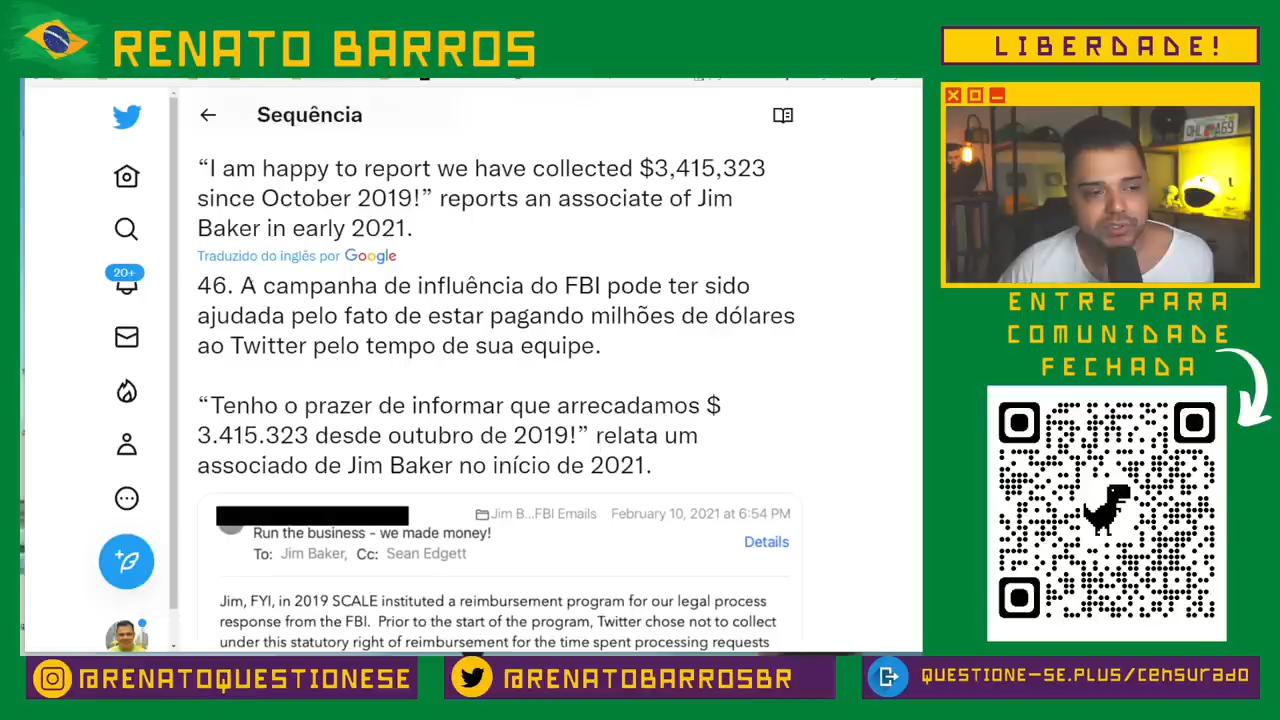 RENATO BARROS
LIBERDADE!
Sequência
“I am happy to report we have collected $3,415,323
since October 2019!” reports an associate of Jim
Baker in early 2021.
Traduzido do inglês por Google
46. A campanha de influência do FBI pode ter sido
ajudada pelo fato de estar pagando milhões de dólares
ao Twitter pelo tempo de sua equipe.
“Tenho o prazer de informar que arrecadamos $
3.415.323 desde outubro de 2019!” relata um
associado de Jim Baker no início de 2021.
20+
Jim B...FBI Emails February 10, 2021 at 6:54 PM
Run the business - we made money!
To: Jim Baker, Cc: Sean Edgett
Details
Jim, FYI, in 2019 SCALE instituted a reimbursement program for our legal process
response from the FBI. Prior to the start of the program, Twitter chose not to collect
under this statutory right of reimbursement for the time spent processing requests
ENTRE PARA
COMUNIDADE
FECHADA
@RENATOQUESTIONESE
@RENATOBARROSBR
QUESTIONE-SE.PLUS/CENSURADO